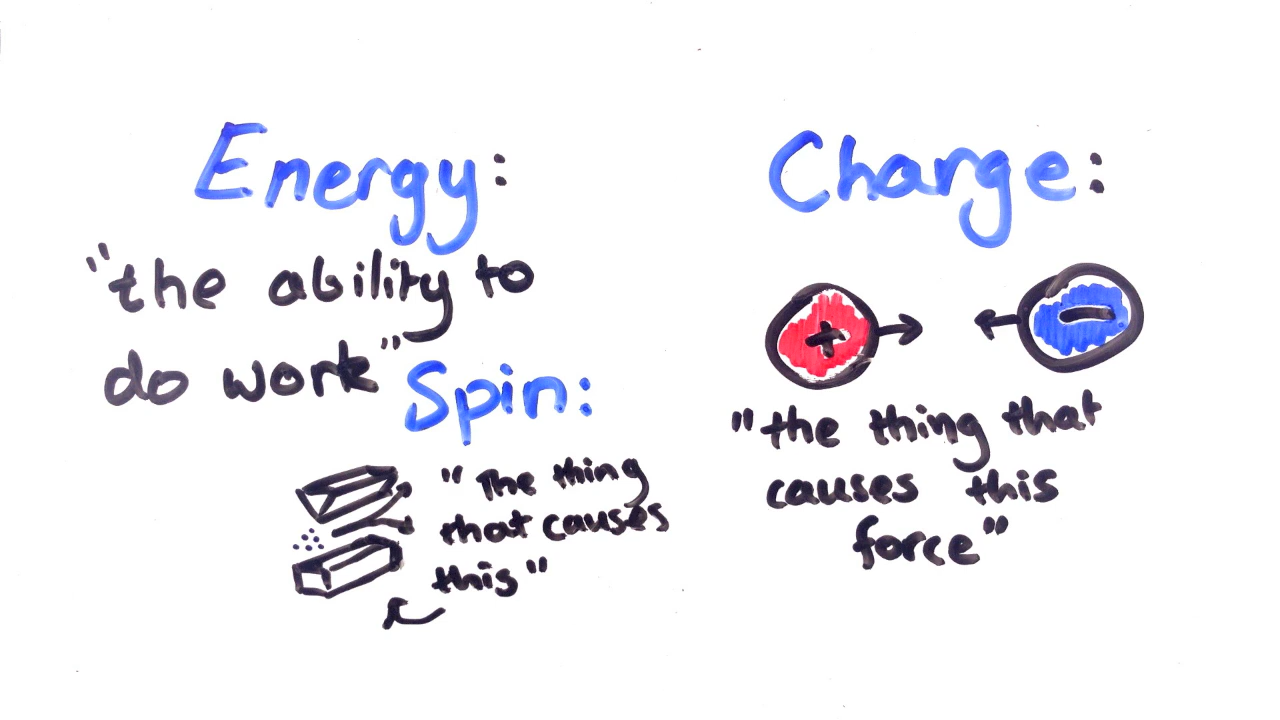 Energy:
"the ability to
do work"
Spin:
"The thing
that causes
this"
Charge:
+
-
"the thing that
causes this
force"